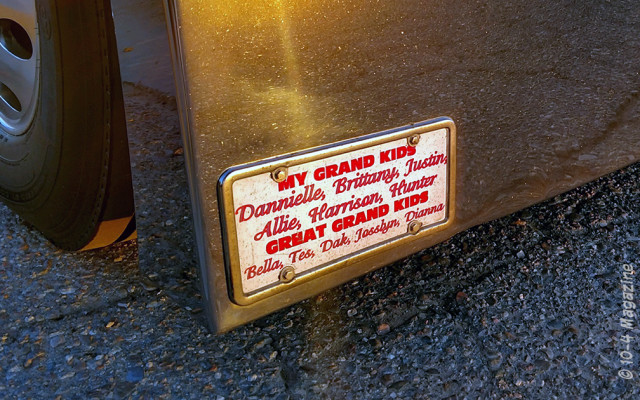 MY GRAND KIDS
Dannielle, Brittany, Justin,
Allie, Harrison, Hunter
GREAT GRAND KIDS
Bella, Tes, Dak, Josslyn, Dianna
© 10-4 Magazine